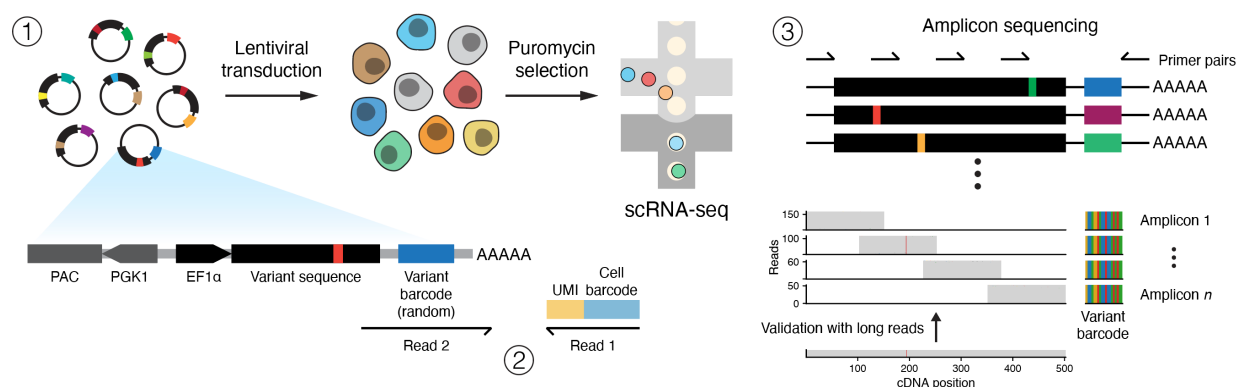 1
Lentiviral
transduction
Puromycin
selection
scRNA-seq
PAC
PGK1
EF1α
Variant sequence
Variant
barcode
(random)
AAAAA
UMI
Cell
barcode
Read 2
2
Read 1
3
Amplicon sequencing
Primer pairs
AAAAA
AAAAA
AAAAA
Reads
150
100
60
50
0
Amplicon 1
Amplicon n
Variant
barcode
Validation with long reads
100 200 300 400 500
cDNA position